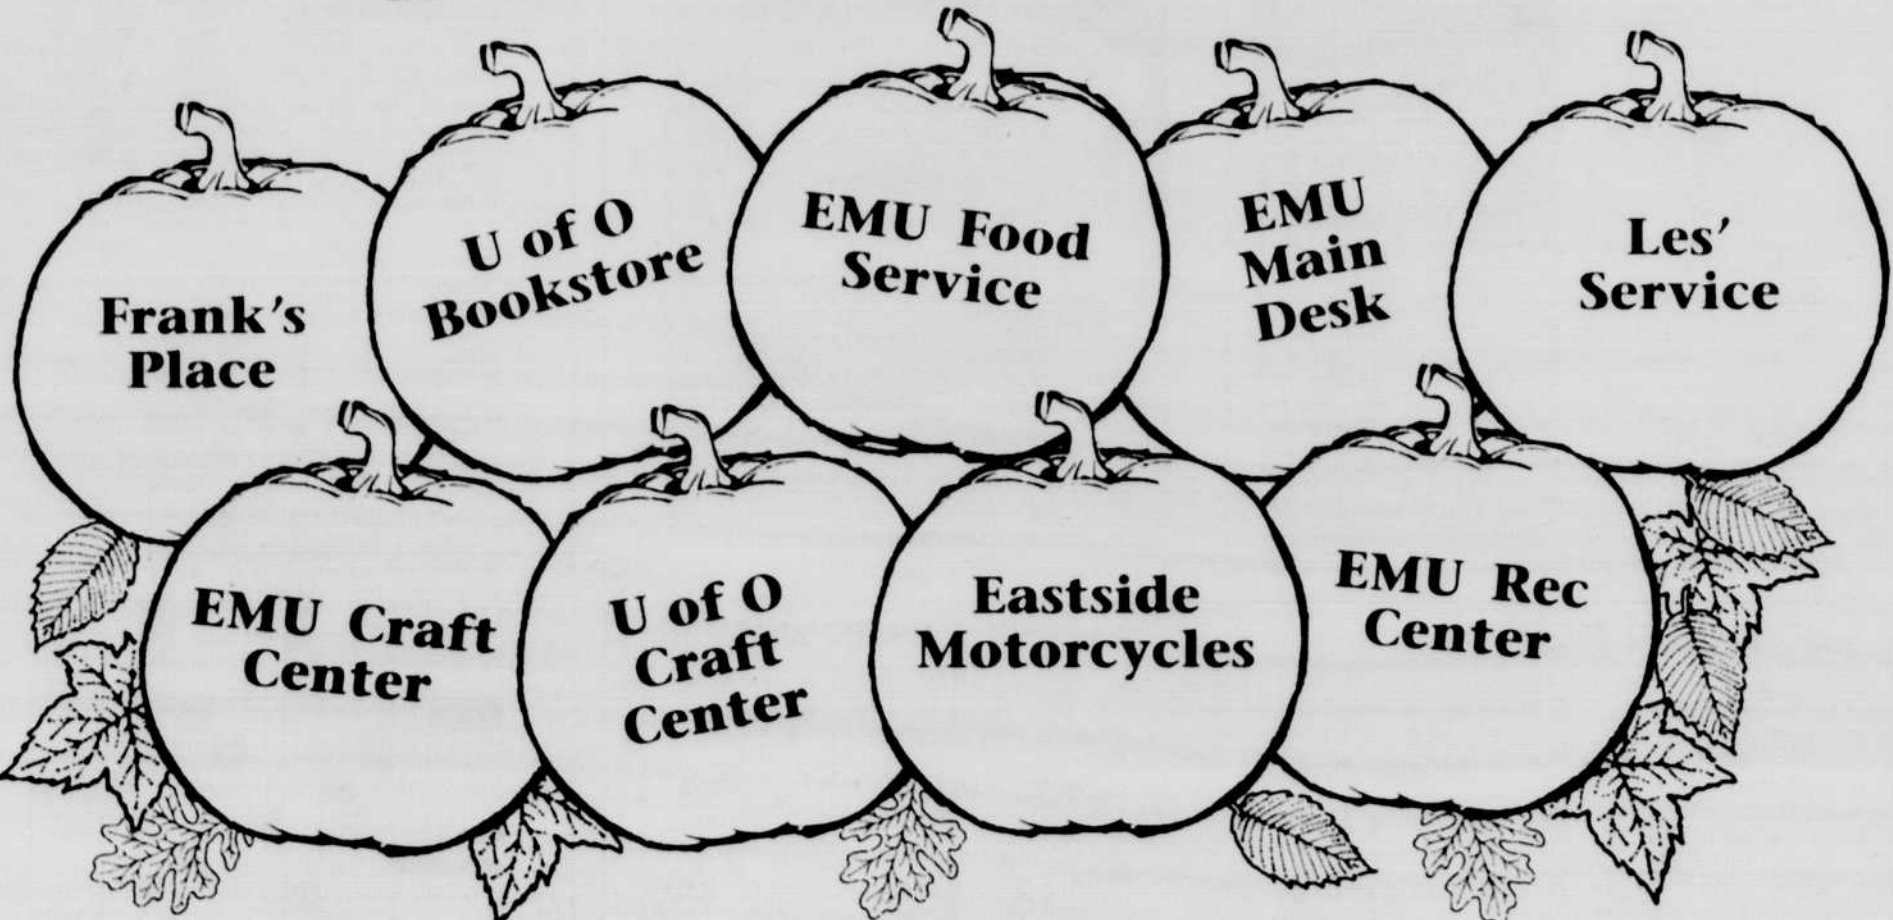 Frank's
Place
U of O
Bookstore
EMU Food
Service
EMU
Main
Desk
Les'
Service
EMU Craft
Center
U of O
Craft
Center
Eastside
Motorcycles
EMU Rec
Center